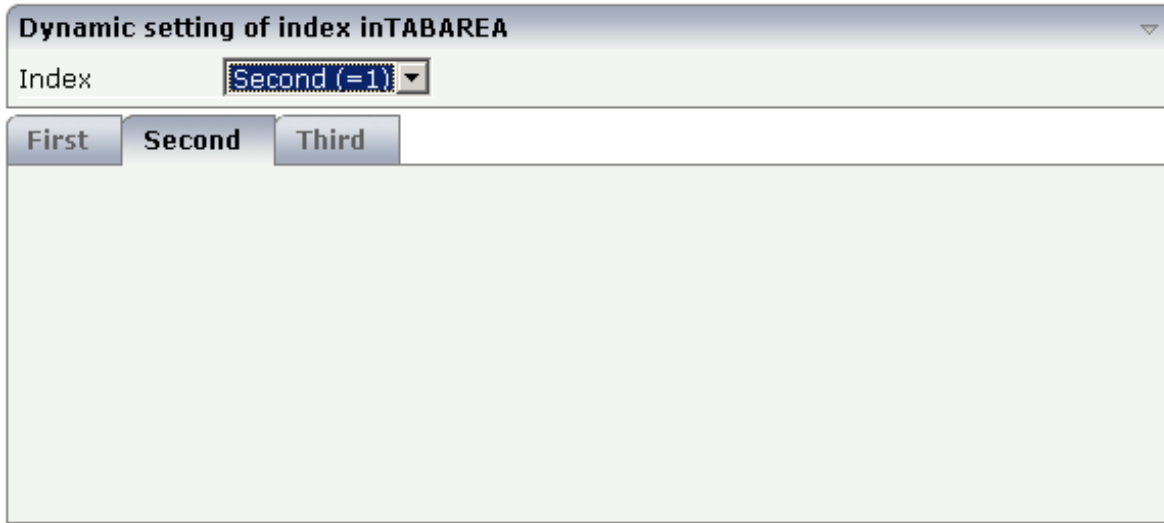 Dynamic setting of index inTABAREA
Index Second (=1)
First Second Third